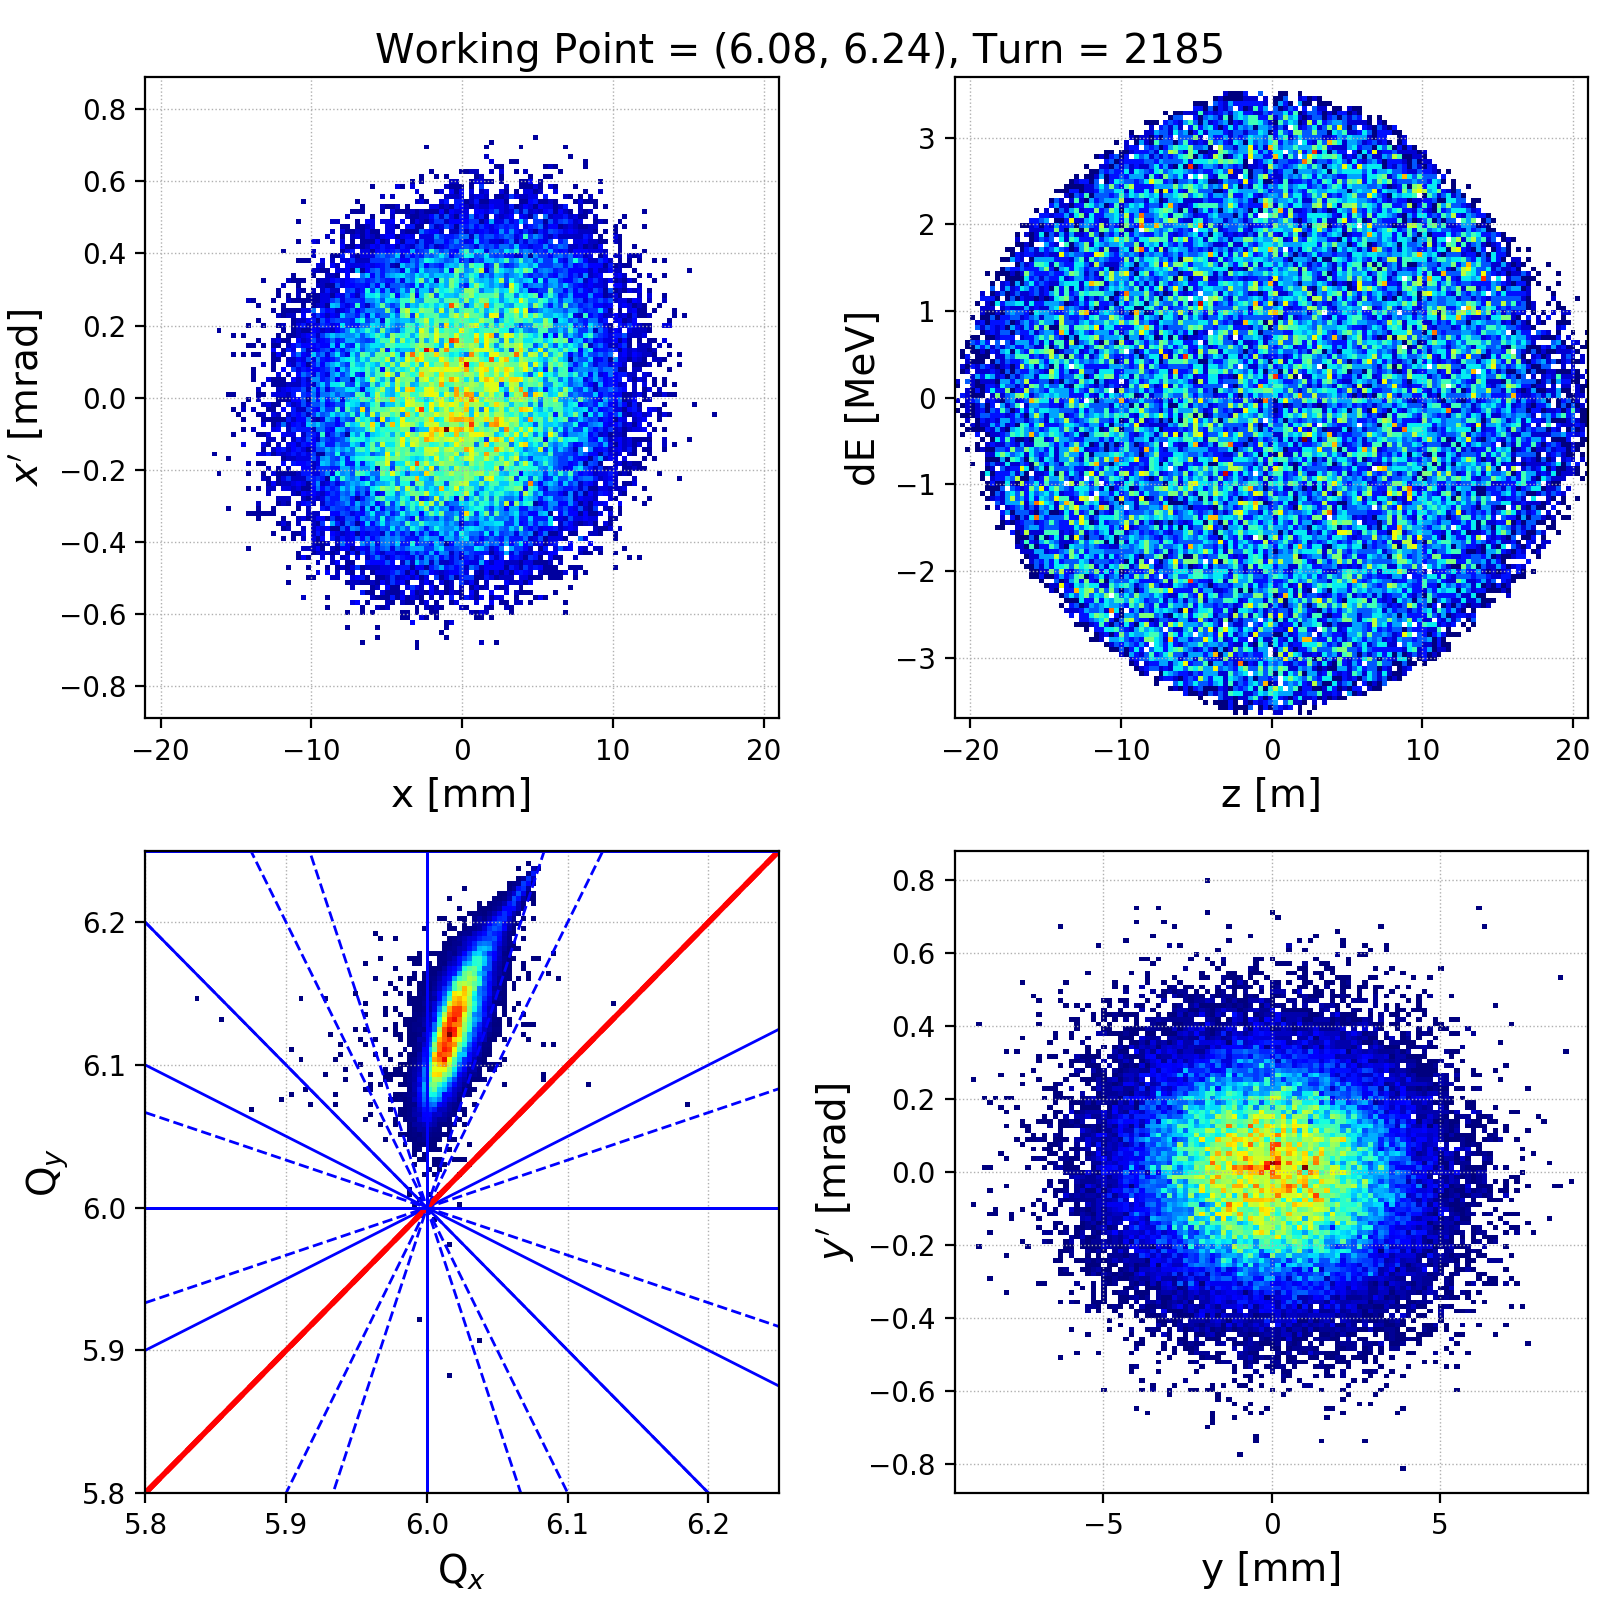 Working Point = (6.08, 6.24), Turn = 2185
0.8
0.6
0.4
0.2
0.0
−0.2
−0.4
−0.6
−0.8
x′ [mrad]
−20 −10 0 10 20
x [mm]
3
2
1
0
−1
−2
−3
dE [MeV]
−20 −10 0 10 20
z [m]
6.2
6.1
6.0
5.9
5.8
Qy
5.8 5.9 6.0 6.1 6.2
Qx
0.8
0.6
0.4
0.2
0.0
−0.2
−0.4
−0.6
−0.8
y′ [mrad]
−5 0 5
y [mm]